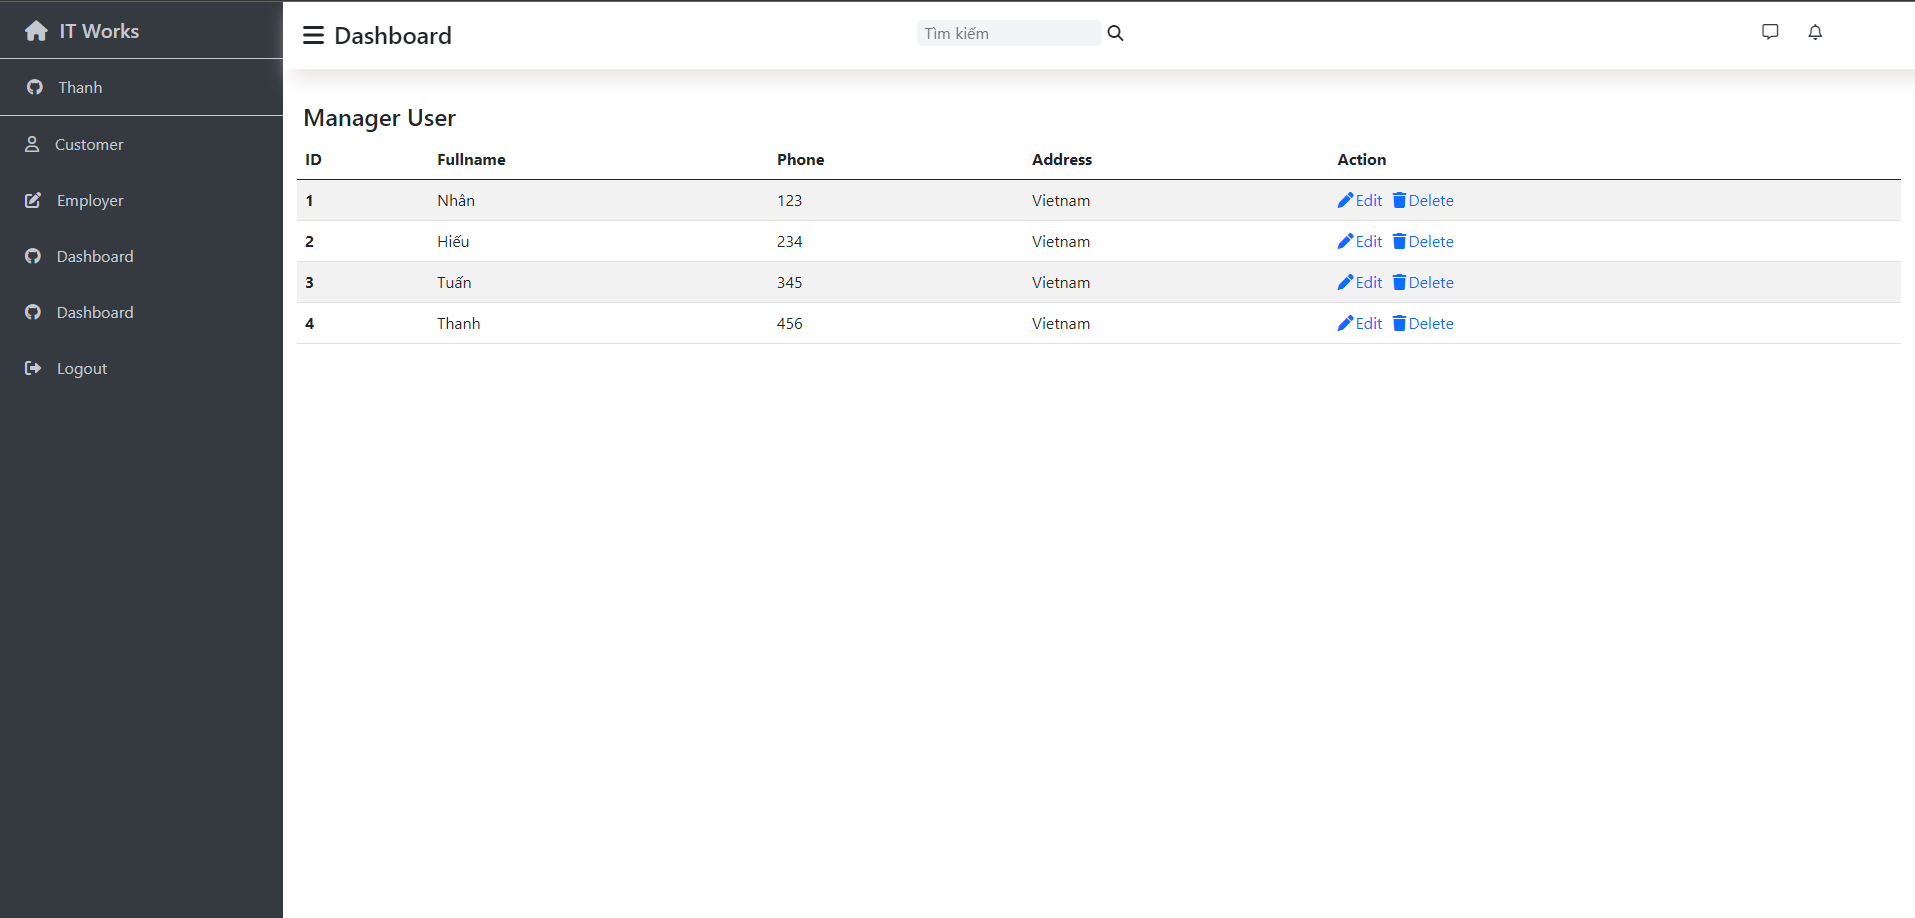 IT Works
Thanh
Customer
Employer
Dashboard
Dashboard
Logout
Dashboard
Tìm kiếm
Manager User
ID Fullname Phone Address Action
1 Nhân 123 Vietnam Edit Delete
2 Hiếu 234 Vietnam Edit Delete
3 Tuấn 345 Vietnam Edit Delete
4 Thanh 456 Vietnam Edit Delete